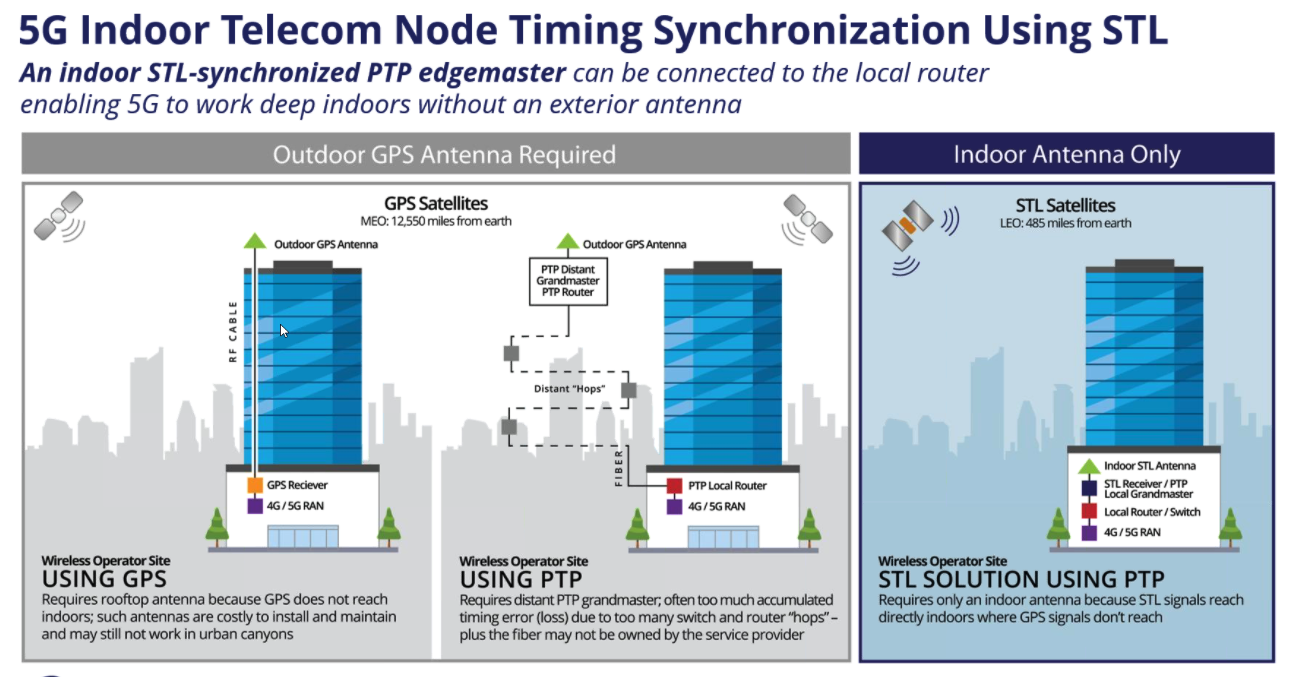 5G Indoor Telecom Node Timing Synchronization Using STL
An indoor STL-synchronized PTP edgemaster can be connected to the local router
enabling 5G to work deep indoors without an exterior antenna
Outdoor GPS Antenna Required
GPS Satellites
MEO: 12,550 miles from earth
Outdoor GPS Antenna
RF CABLE
GPS Reciever
4G / 5G RAN
Wireless Operator Site
USING GPS
Requires rooftop antenna because GPS does not reach
indoors; such antennas are costly to install and maintain
and may still not work in urban canyons
Outdoor GPS Antenna
PTP Distant
Grandmaster
PTP Router
Distant "Hops"
FIBER
PTP Local Router
4G / 5G RAN
Wireless Operator Site
USING PTP
Requires distant PTP grandmaster; often too much accumulated
timing error (loss) due to too many switch and router “hops” –
plus the fiber may not be owned by the service provider
Indoor Antenna Only
STL Satellites
LEO: 485 miles from earth
Indoor STL Antenna
STL Receiver / PTP
Local Grandmaster
Local Router / Switch
4G / 5G RAN
Wireless Operator Site
STL SOLUTION USING PTP
Requires only an indoor antenna because STL signals reach
directly indoors where GPS signals don’t reach